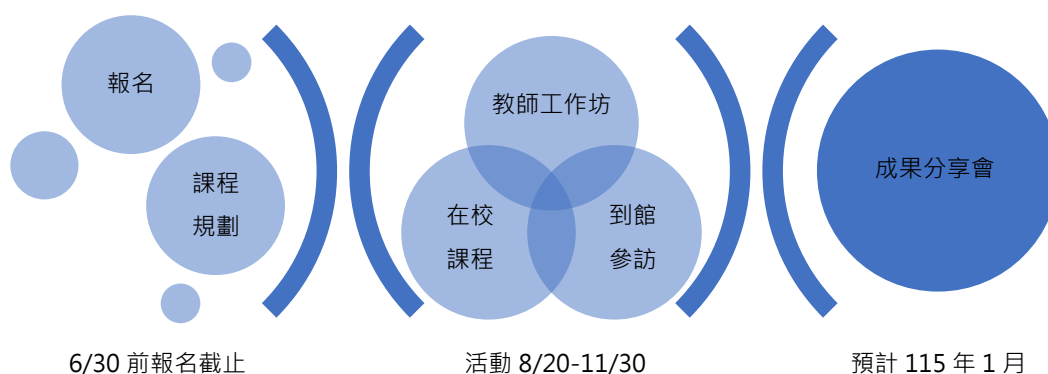 報名
課程
規劃
教師工作坊
在校
課程
到館
參訪
成果分享會
6/30 前報名截止
活動 8/20-11/30
預計 115 年 1 月